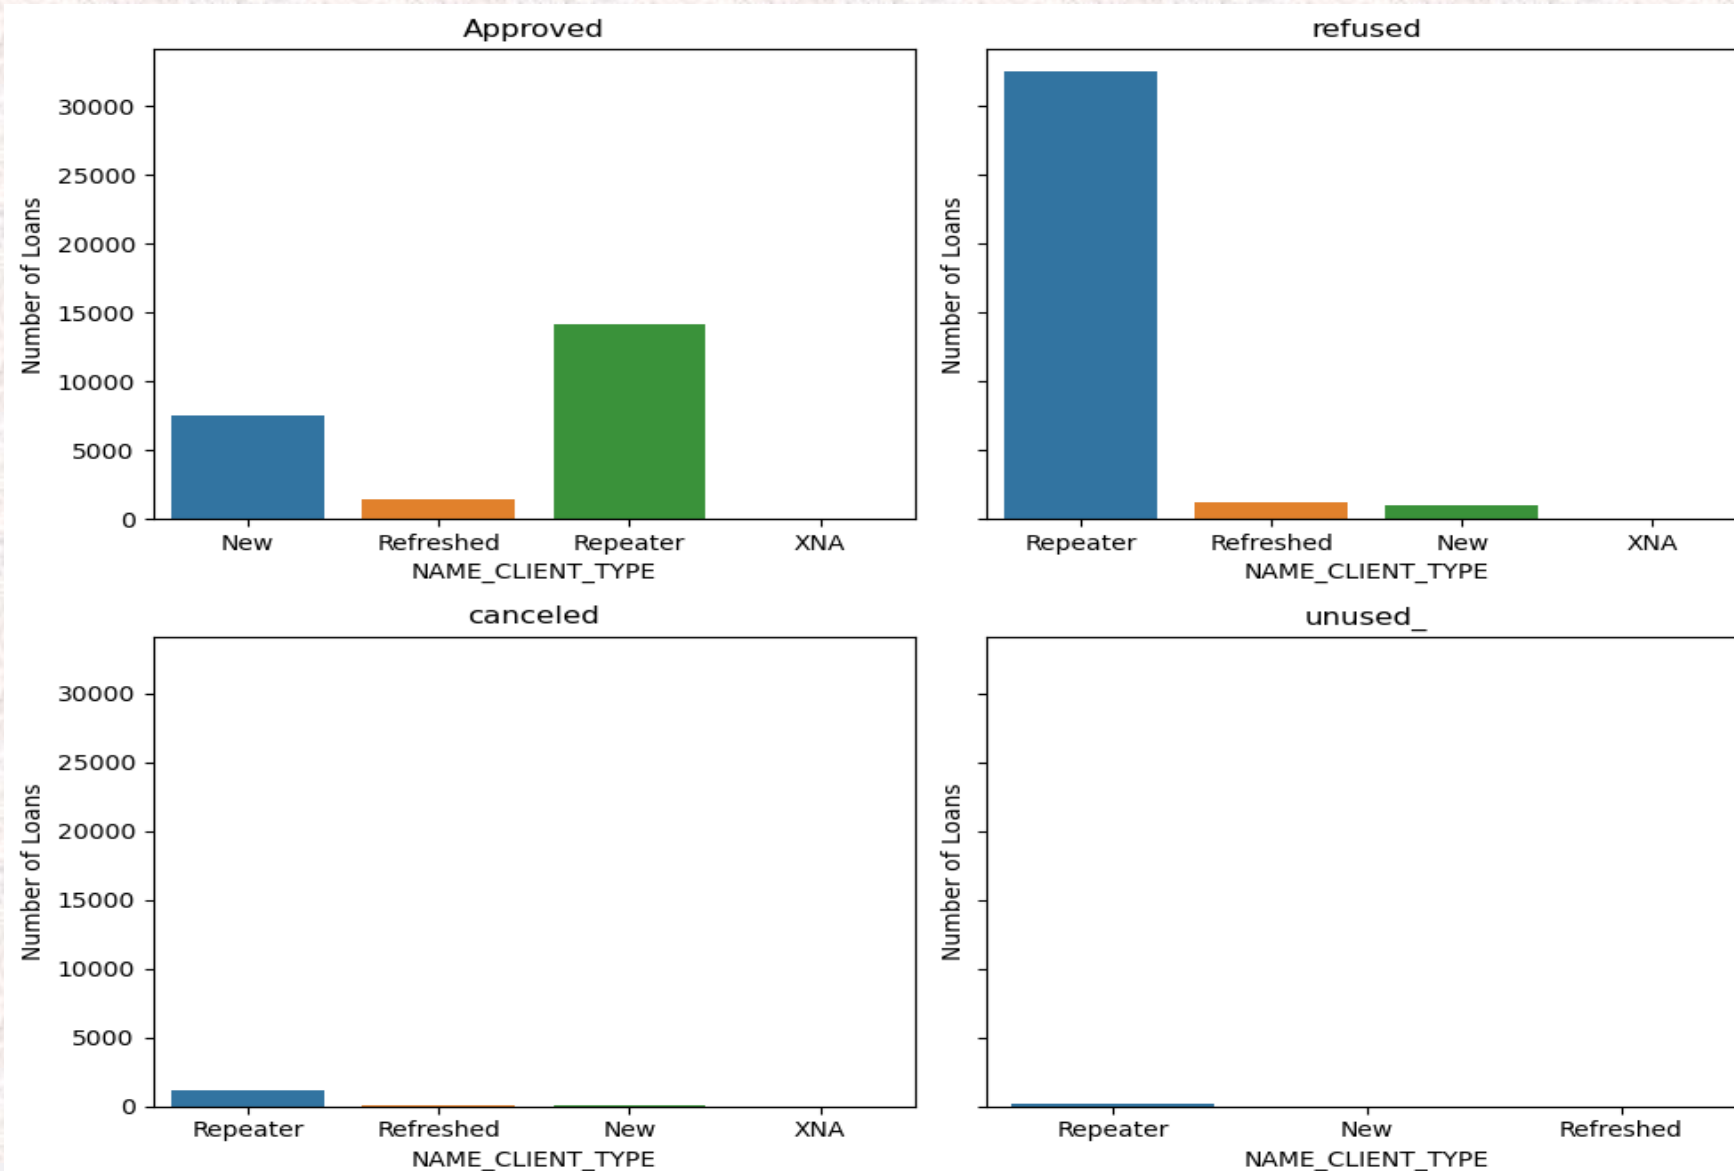 Approved
Number of Loans
30000
25000
20000
15000
10000
5000
0
New Refreshed Repeater XNA
NAME_CLIENT_TYPE
refused
Number of Loans
Repeater Refreshed New XNA
NAME_CLIENT_TYPE
canceled
Number of Loans
30000
25000
20000
15000
10000
5000
0
Repeater Refreshed New XNA
NAME_CLIENT_TYPE
unused_
Number of Loans
Repeater New Refreshed
NAME_CLIENT_TYPE